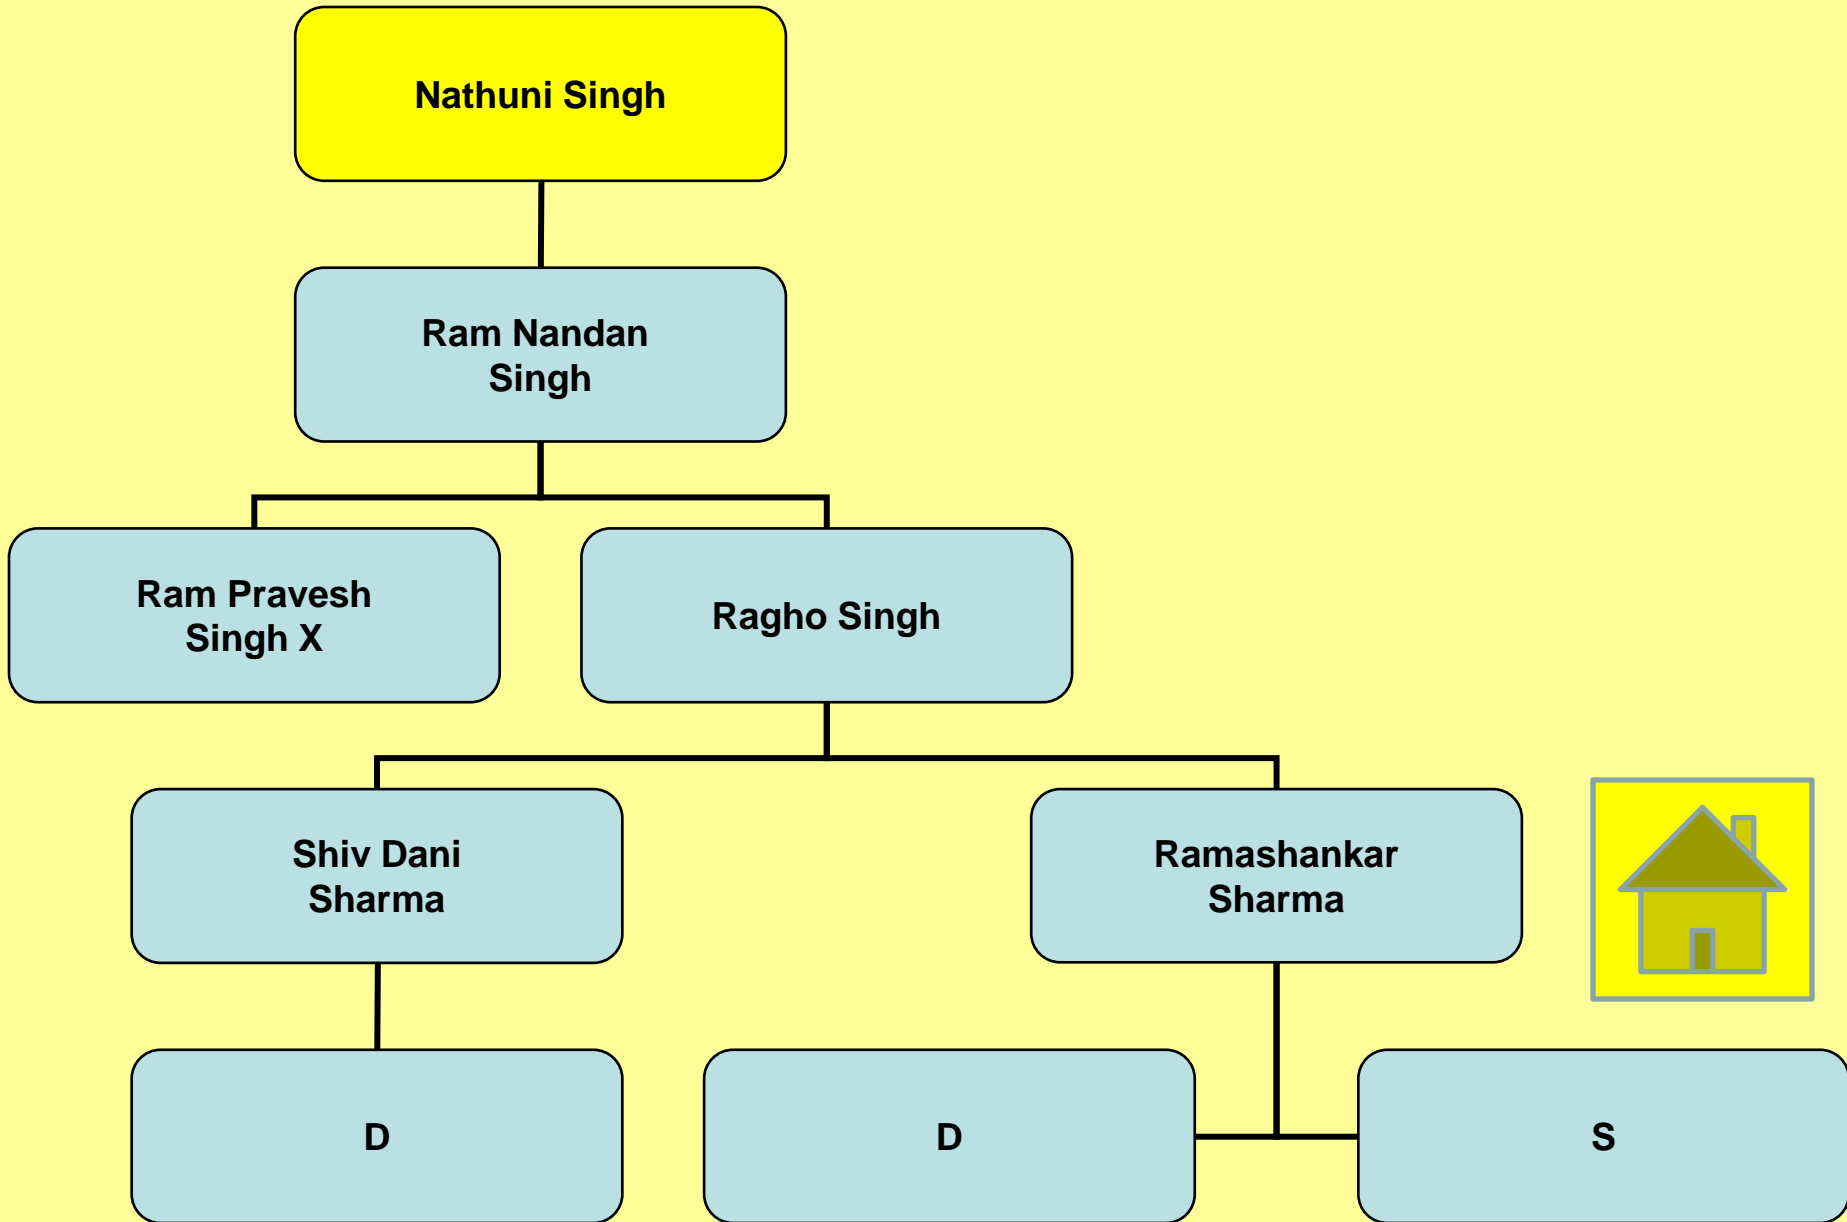 Nathuni Singh
Ram Nandan
Singh
Ram Pravesh
Singh X
Ragho Singh
Shiv Dani
Sharma
Ramashankar
Sharma
D
D
S